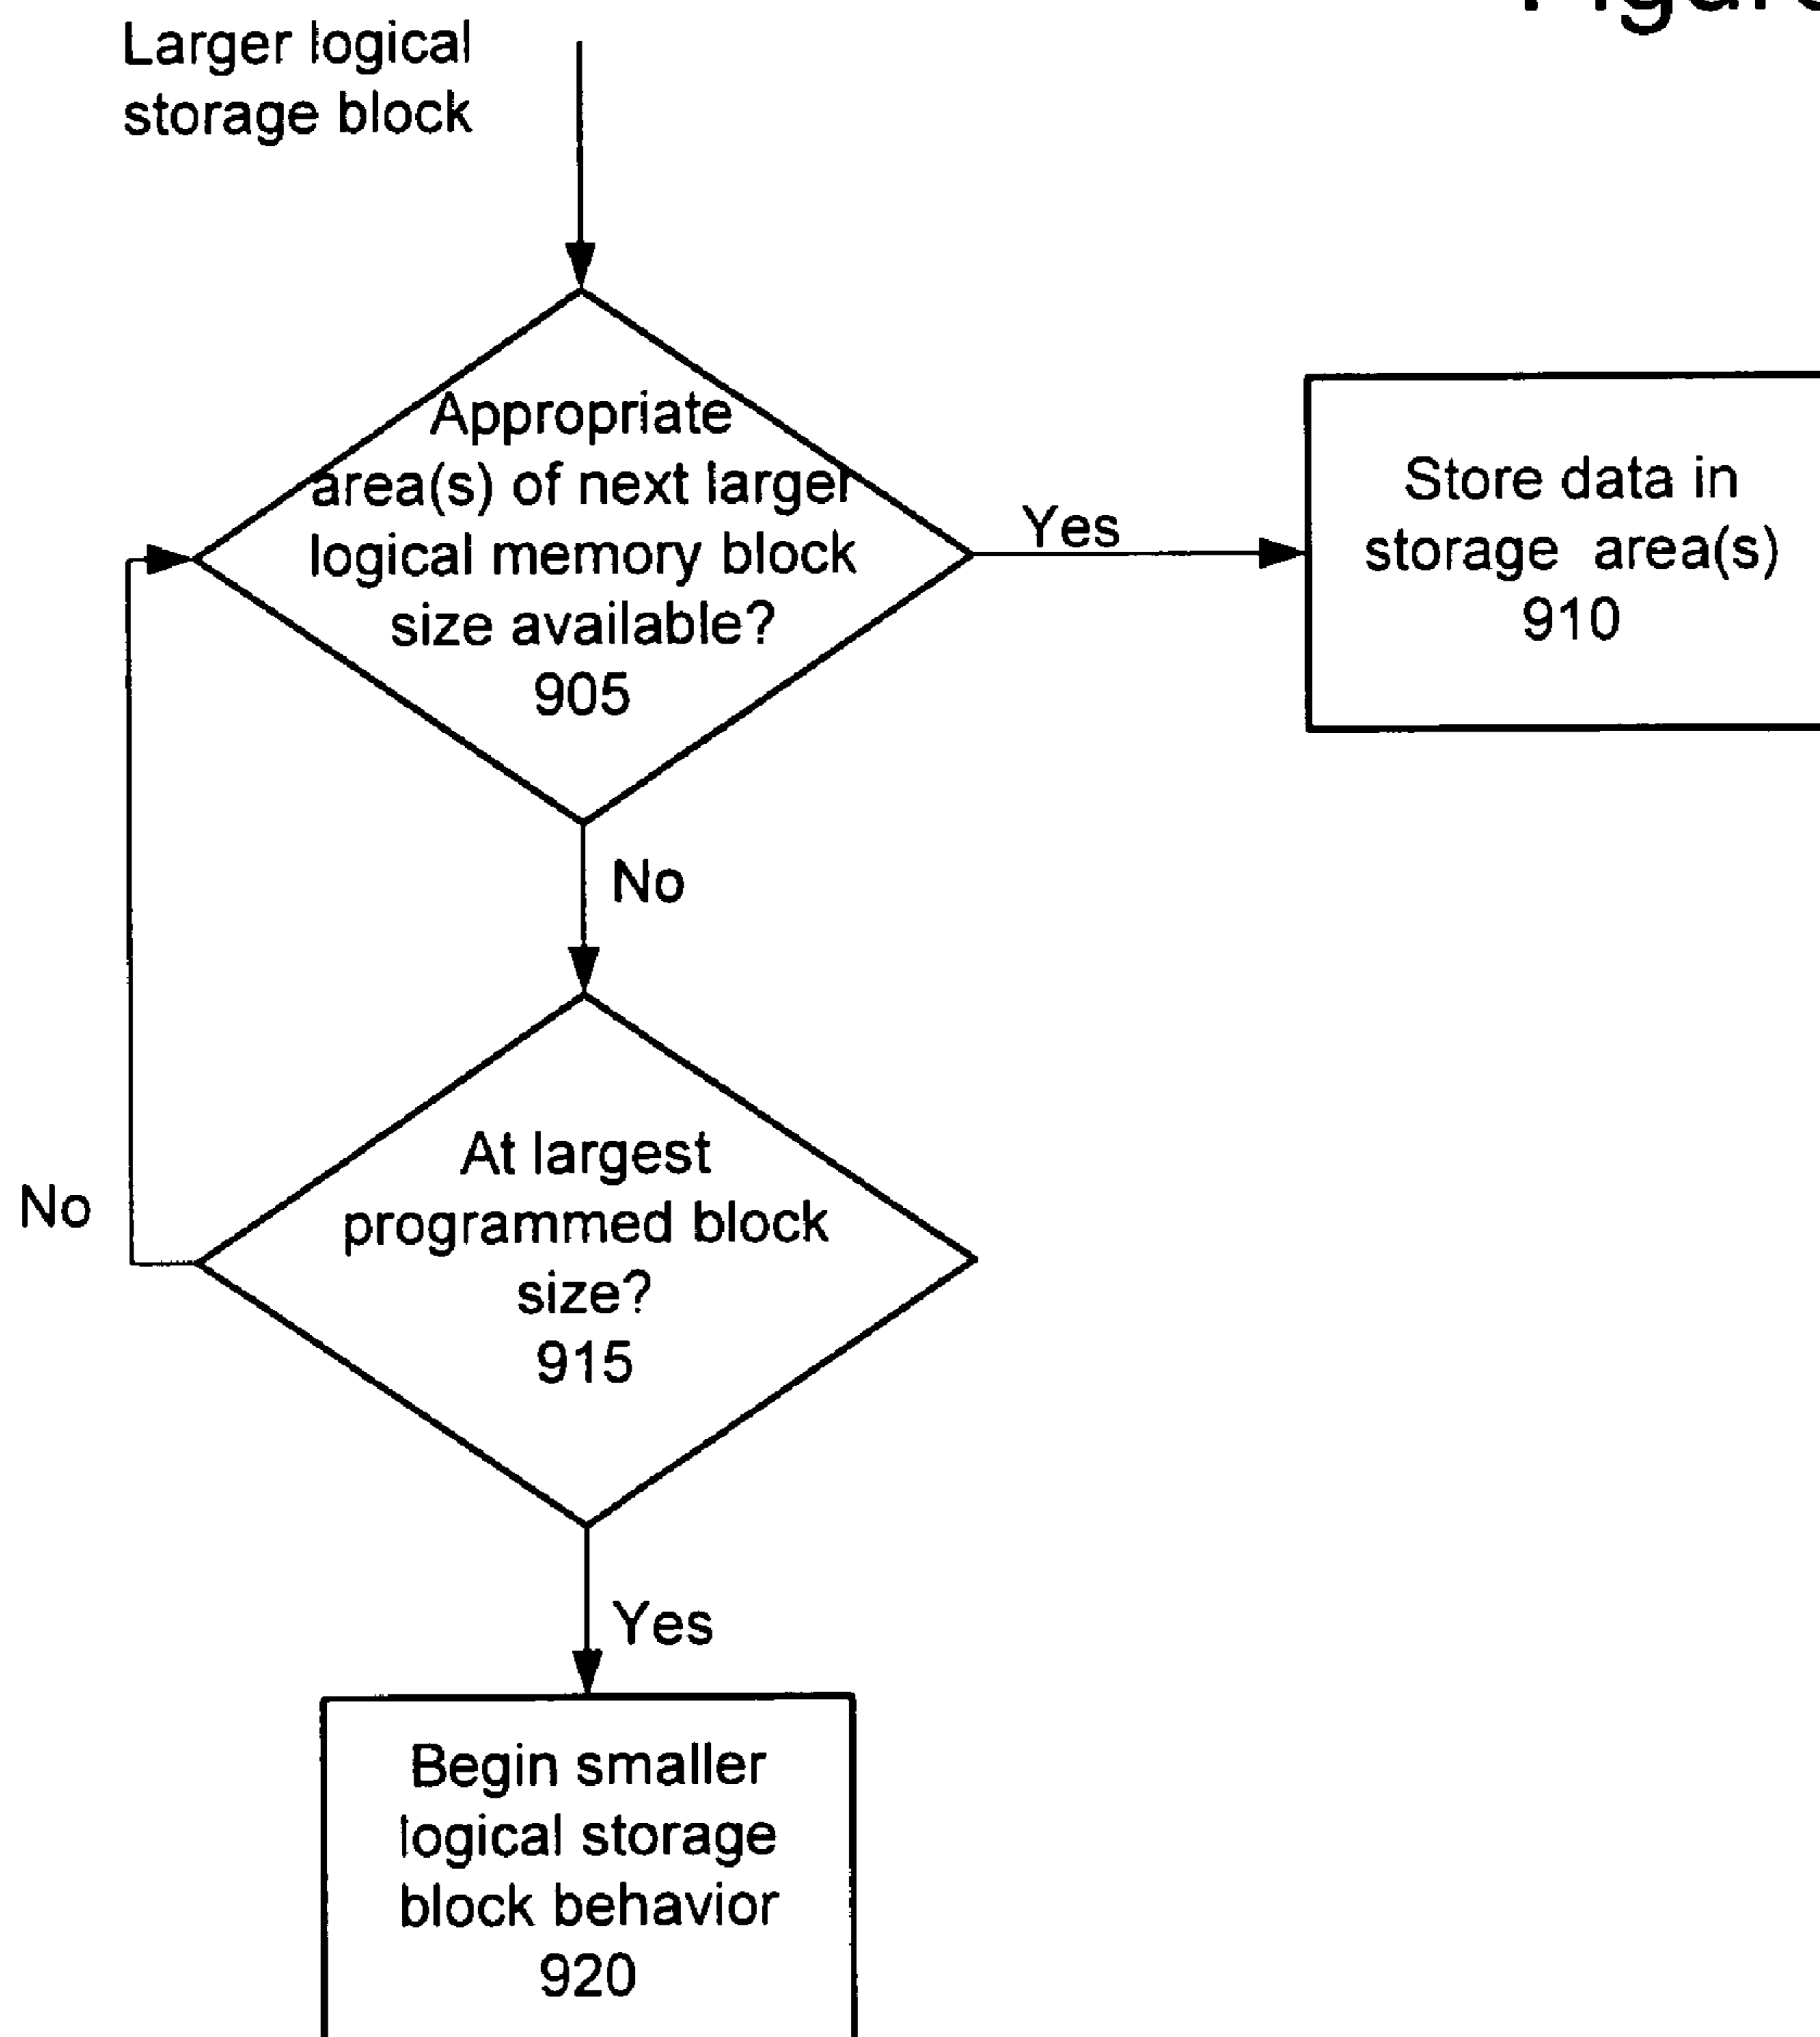 Figure
Larger logical
storage block
Appropriate
area(s) of next larger
logical memory block
size available?
905
Yes
Store data in
storage area(s)
910
No
At largest
programmed block
size?
915
No
Yes
Begin smaller
logical storage
block behavior
920